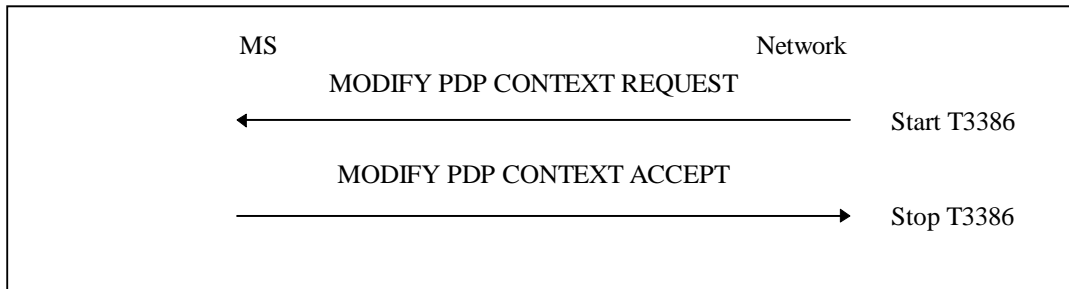 MS Network
MODIFY PDP CONTEXT REQUEST
Start T3386
MODIFY PDP CONTEXT ACCEPT
Stop T3386